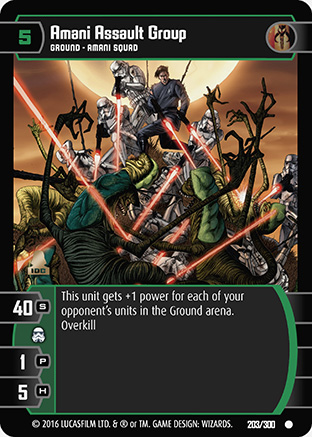 5
Amani Assault Group
GROUND - AMANI SQUAD
40 S
This unit gets +1 power for each of your
opponent's units in the Ground arena.
Overkill
1 P
5 H
© 2016 LUCASFILM LTD. & ® OR TM. GAME DESIGN: WIZARDS.
203/300